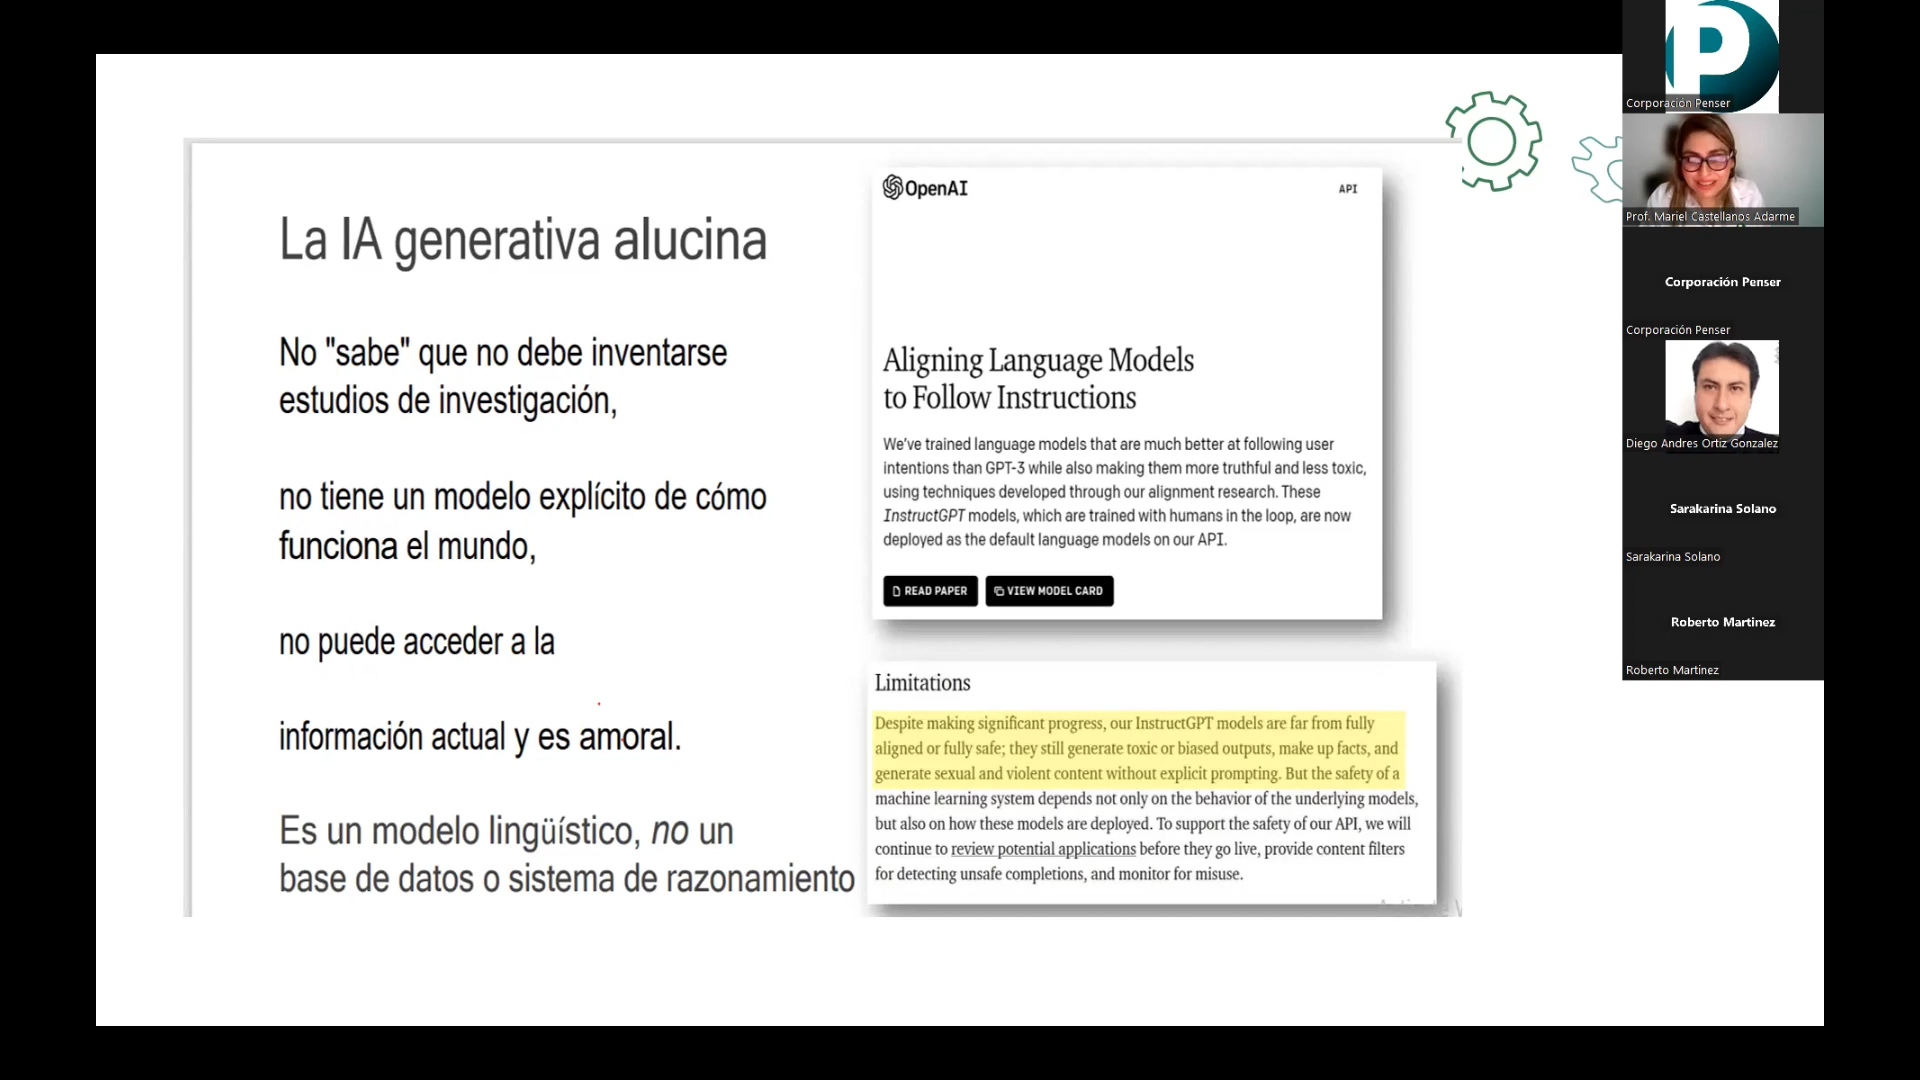 La IA generativa alucina
No "sabe" que no debe inventarse
estudios de investigación,
no tiene un modelo explícito de cómo
funciona el mundo,
no puede acceder a la
información actual y es amoral.
Es un modelo lingüístico, no un
base de datos o sistema de razonamiento
OpenAI
API
Aligning Language Models
to Follow Instructions
We've trained language models that are much better at following user
intentions than GPT-3 while also making them more truthful and less toxic,
using techniques developed through our alignment research. These
InstructGPT models, which are trained with humans in the loop, are now
deployed as the default language models on our API.
READ PAPER
VIEW MODEL CARD
Limitations
Despite making significant progress, our InstructGPT models are far from fully
aligned or fully safe; they still generate toxic or biased outputs, make up facts, and
generate sexual and violent content without explicit prompting. But the safety of a
machine learning system depends not only on the behavior of the underlying models,
but also on how these models are deployed. To support the safety of our API, we will
continue to review potential applications before they go live, provide content filters
for detecting unsafe completions, and monitor for misuse.
P
Corporación Penser
Prof. Mariel Castellanos Adarme
Corporación Penser
Corporación Penser
Diego Andres Ortiz Gonzalez
Sarakarina Solano
Sarakarina Solano
Roberto Martinez
Roberto Martinez